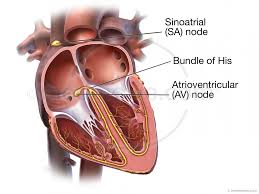 Sinoatrial
(SA) node
Bundle of His
Atrioventricular
(AV) node